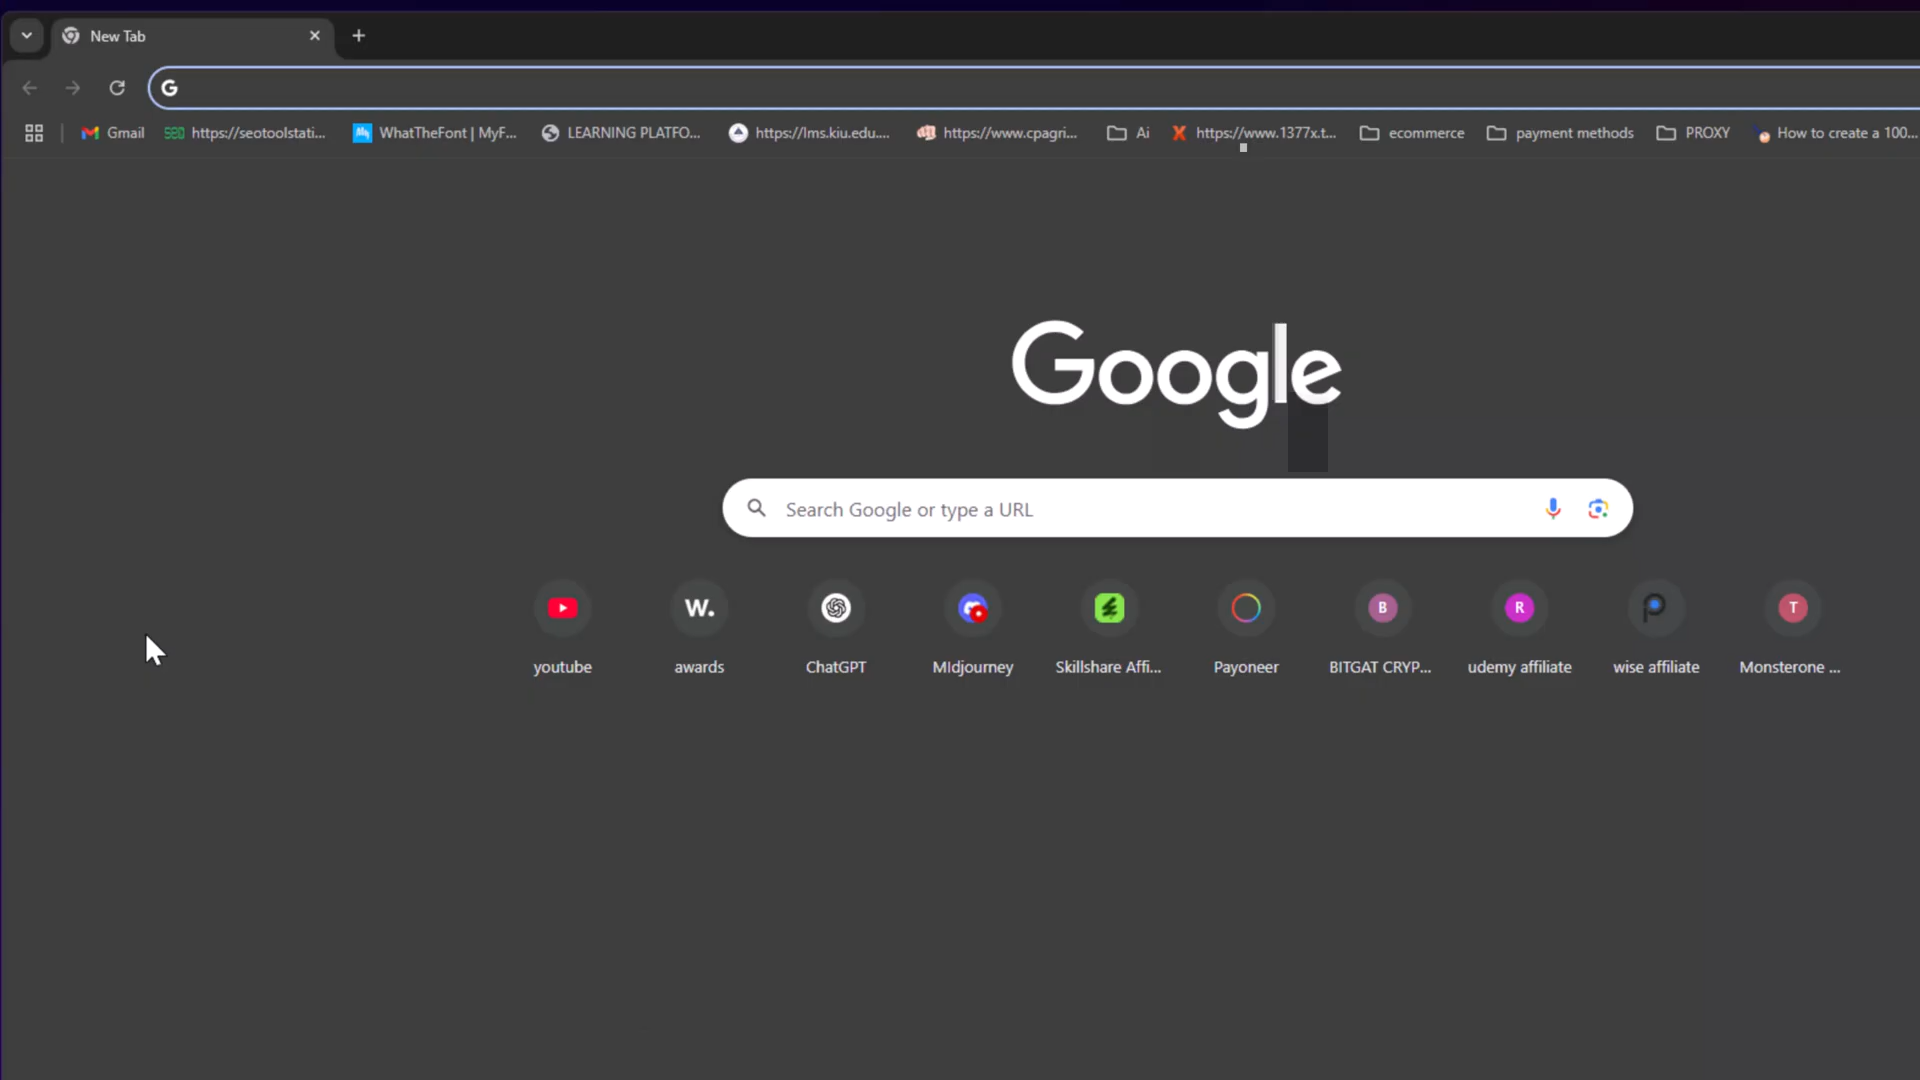 New Tab
Gmail
https://seotoolstati...
WhatTheFont | MyF...
LEARNING PLATFO...
https://lms.kiu.edu....
https://www.cpagri...
Ai
https://www.1377x.t...
ecommerce
payment methods
PROXY
How to create a 100...
Google
Search Google or type a URL
W.
B
R
T
youtube
awards
ChatGPT
MIdjourney
Skillshare Affi...
Payoneer
BITGAT CRYP...
udemy affiliate
wise affiliate
Monsterone ...